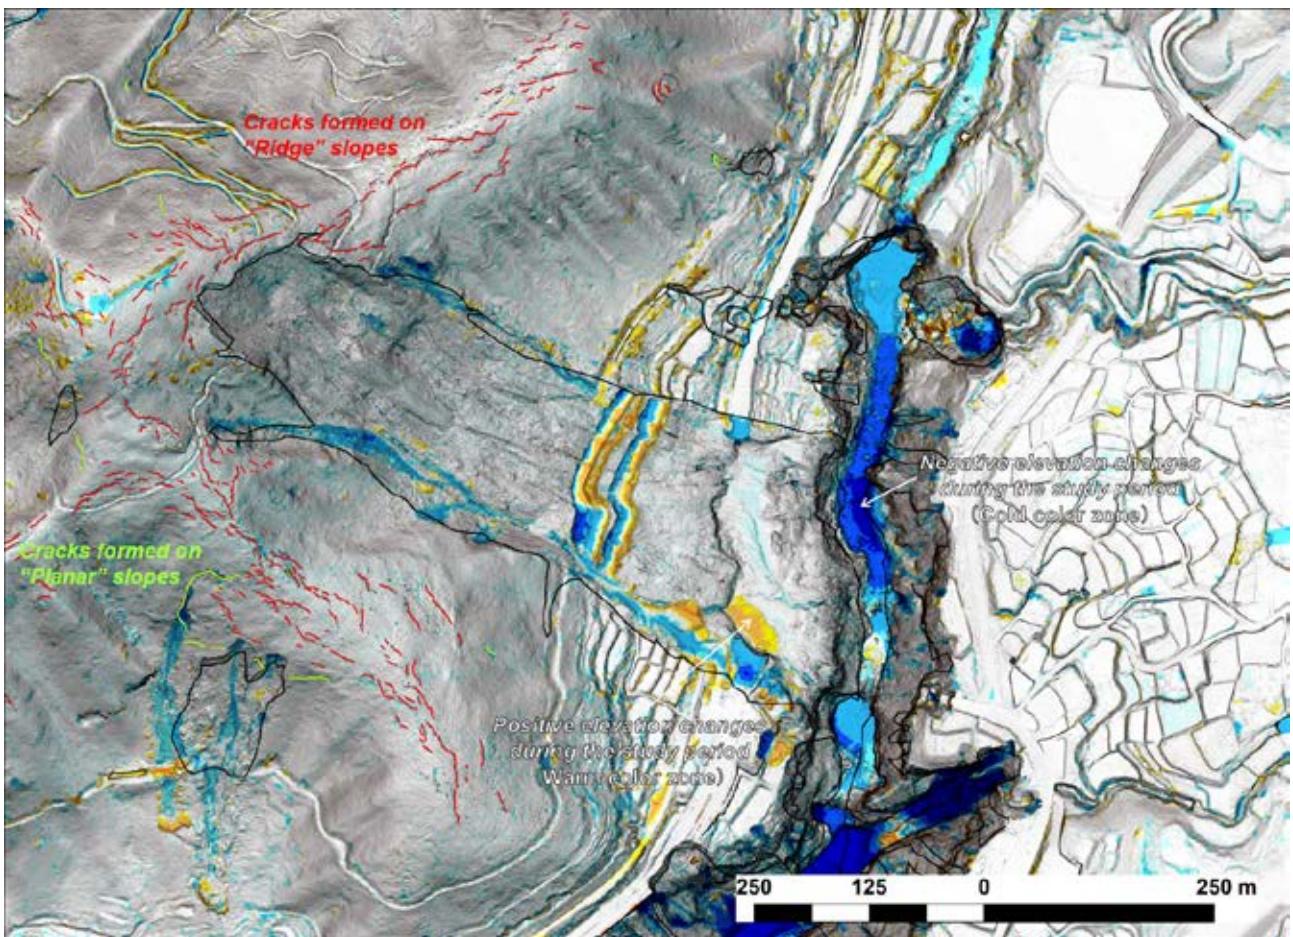 Cracks formed on
"Ridge" slopes
Negative elevation changes
during the study period
(Cold color zone)
Cracks formed on
"Planar" slopes
Positive elevation changes
during the study period
Warm color zone)
250 125 0 250 m